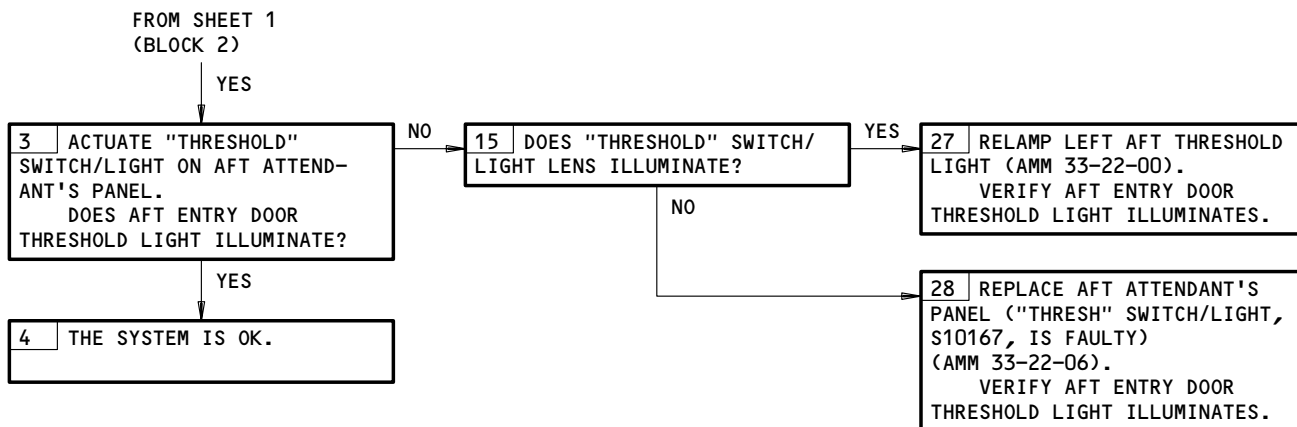 FROM SHEET 1
(BLOCK 2)
YES
3 ACTUATE "THRESHOLD"
SWITCH/LIGHT ON AFT ATTEND-
ANT'S PANEL.
DOES AFT ENTRY DOOR
THRESHOLD LIGHT ILLUMINATE?
NO
15 DOES "THRESHOLD" SWITCH/
LIGHT LENS ILLUMINATE?
YES
27 RELAMP LEFT AFT THRESHOLD
LIGHT (AMM 33-22-00).
VERIFY AFT ENTRY DOOR
THRESHOLD LIGHT ILLUMINATES.
NO
YES
4 THE SYSTEM IS OK.
28 REPLACE AFT ATTENDANT'S
PANEL ("THRESH" SWITCH/LIGHT,
S10167, IS FAULTY)
(AMM 33-22-06).
VERIFY AFT ENTRY DOOR
THRESHOLD LIGHT ILLUMINATES.